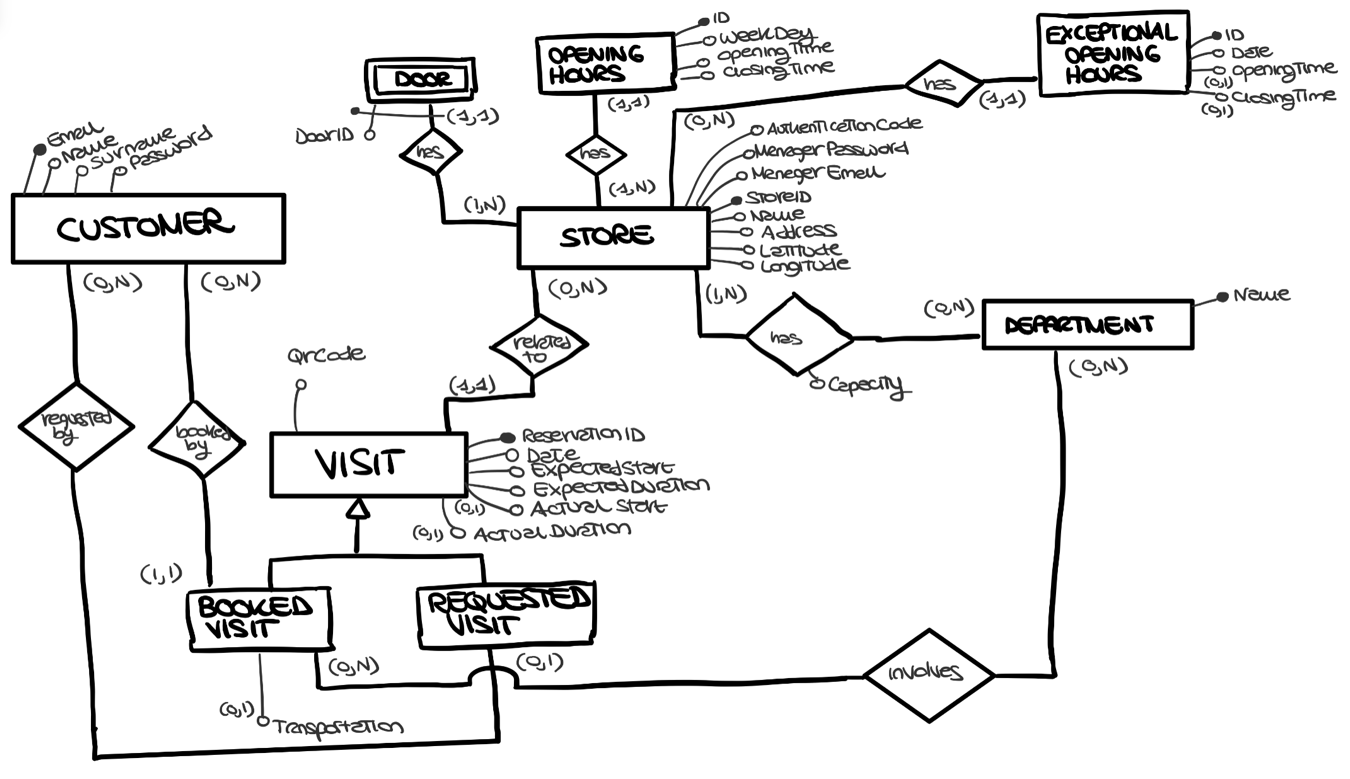 ID
WeekDay
openingTime
ClosingTime
OPENING
HOURS
EXCEPTIONAL
OPENING
HOURS
ID
Date
openingTime
(0,1)
ClosingTime
(0,1)
DOOR
(1,1)
DoorID
has
(1,1)
has
(1,N)
(1,N)
(0,N)
has
(1,1)
AuthenticationCode
Manager Password
Maneger Email
StoreID
Name
Address
Latitude
Longitude
STORE
Email
Name
Surname
Password
CUSTOMER
(0,N)
(0,N)
(0,N)
(1,N)
related
to
(1,1)
has
Capacity
(0,N)
DEPARTMENT
Name
(0,N)
QrCode
requested
by
booked
by
VISIT
ReservationID
Date
ExpectedStart
ExpectedDuration
(0,1)
Actual Start
(0,1)
Actual Duration
(1,1)
BOOKED
VISIT
REQUESTED
VISIT
(0,N)
(0,1)
involves
(0,1)
Transportation